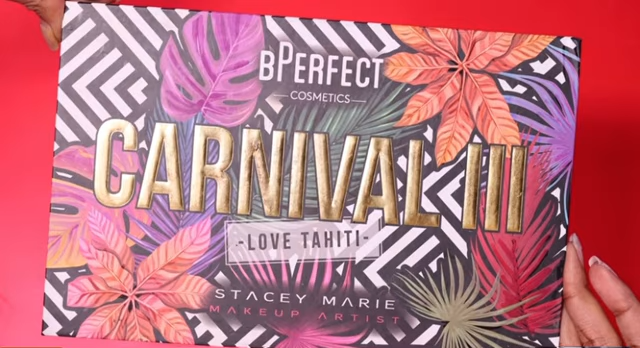 BPERFECT
COSMETICS
CARNIVAL III
-LOVE TAHITI-
STACEY MARIE
MAKEUP ARTIST